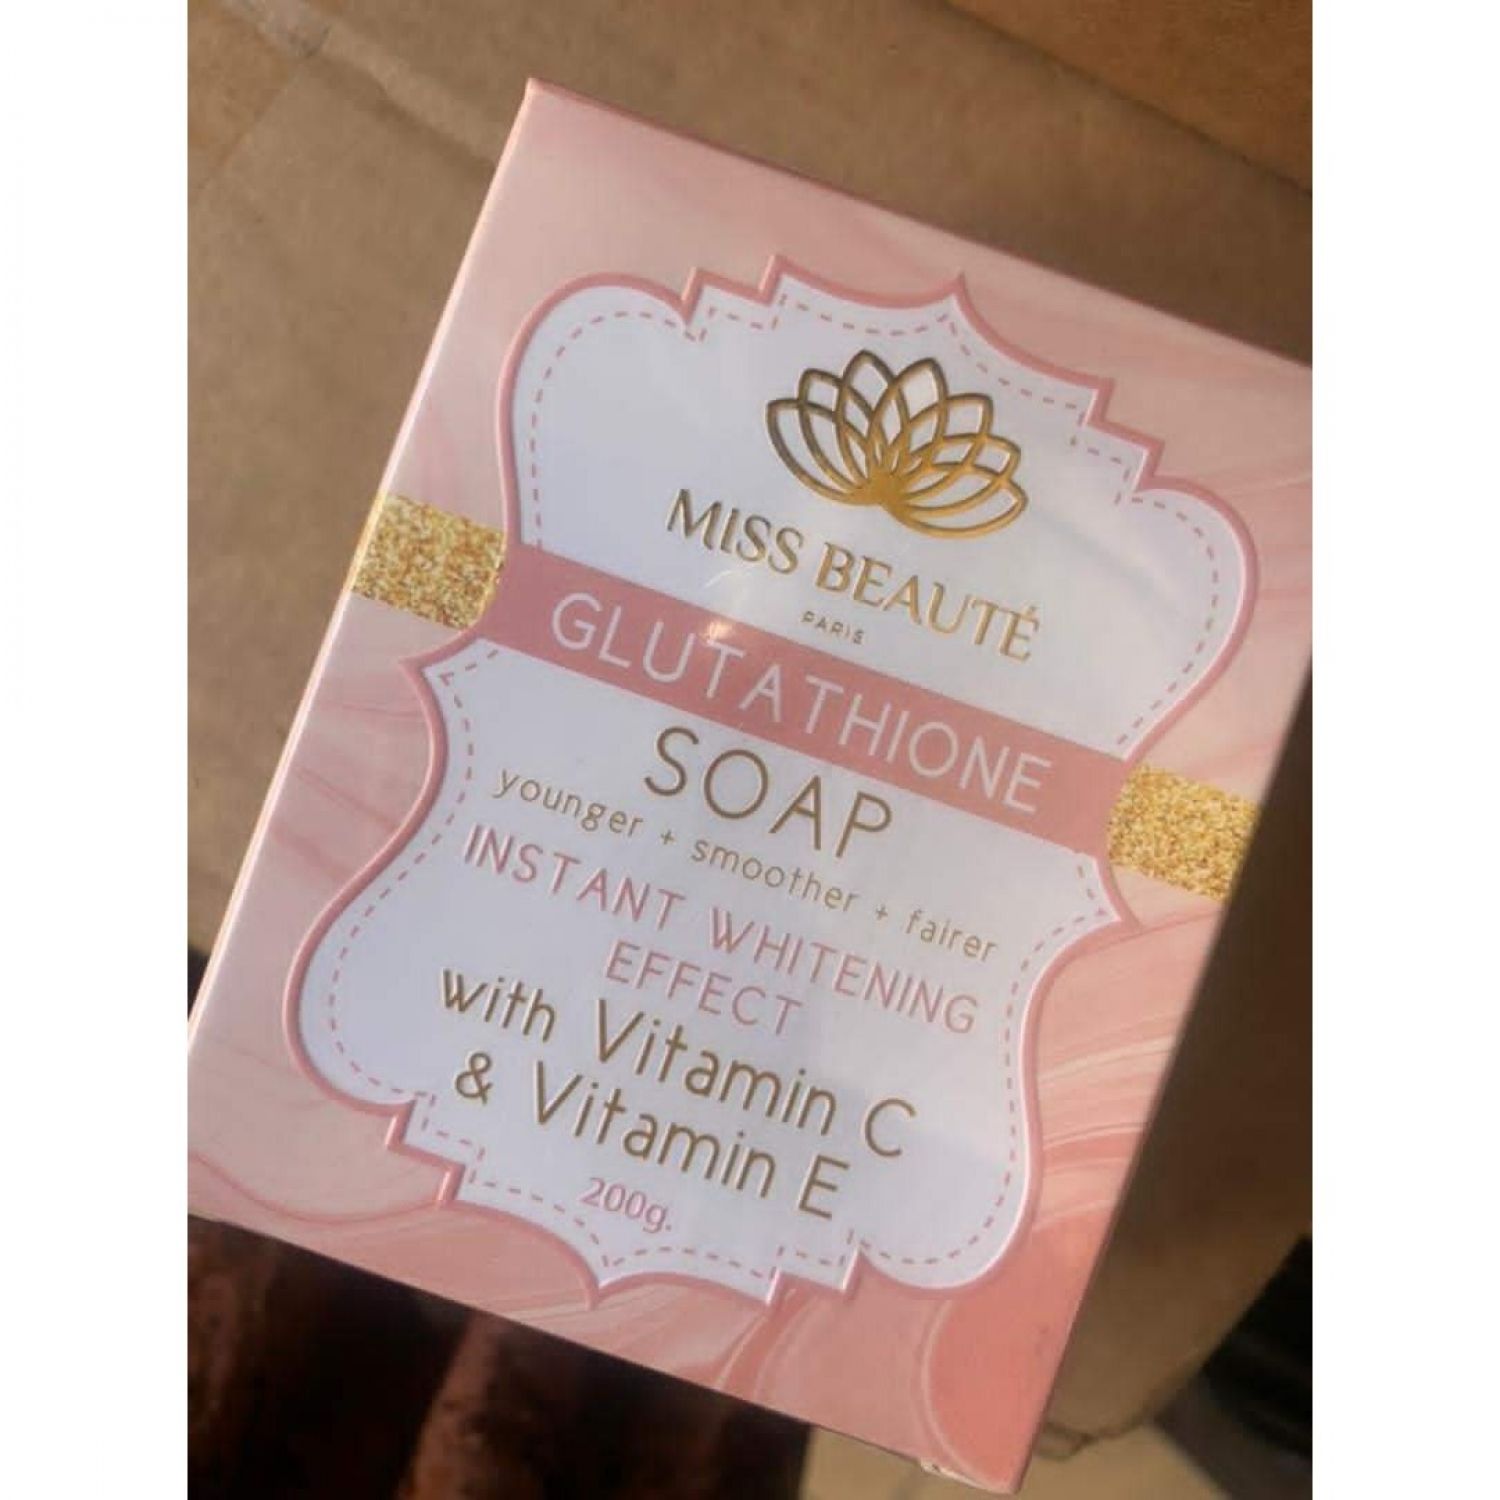 MISS BEAUTÉ
PARIS
GLUTATHIONE
SOAP
younger + smoother + fairer
INSTANT WHITENING
EFFECT
with Vitamin C
& Vitamin E
200g.